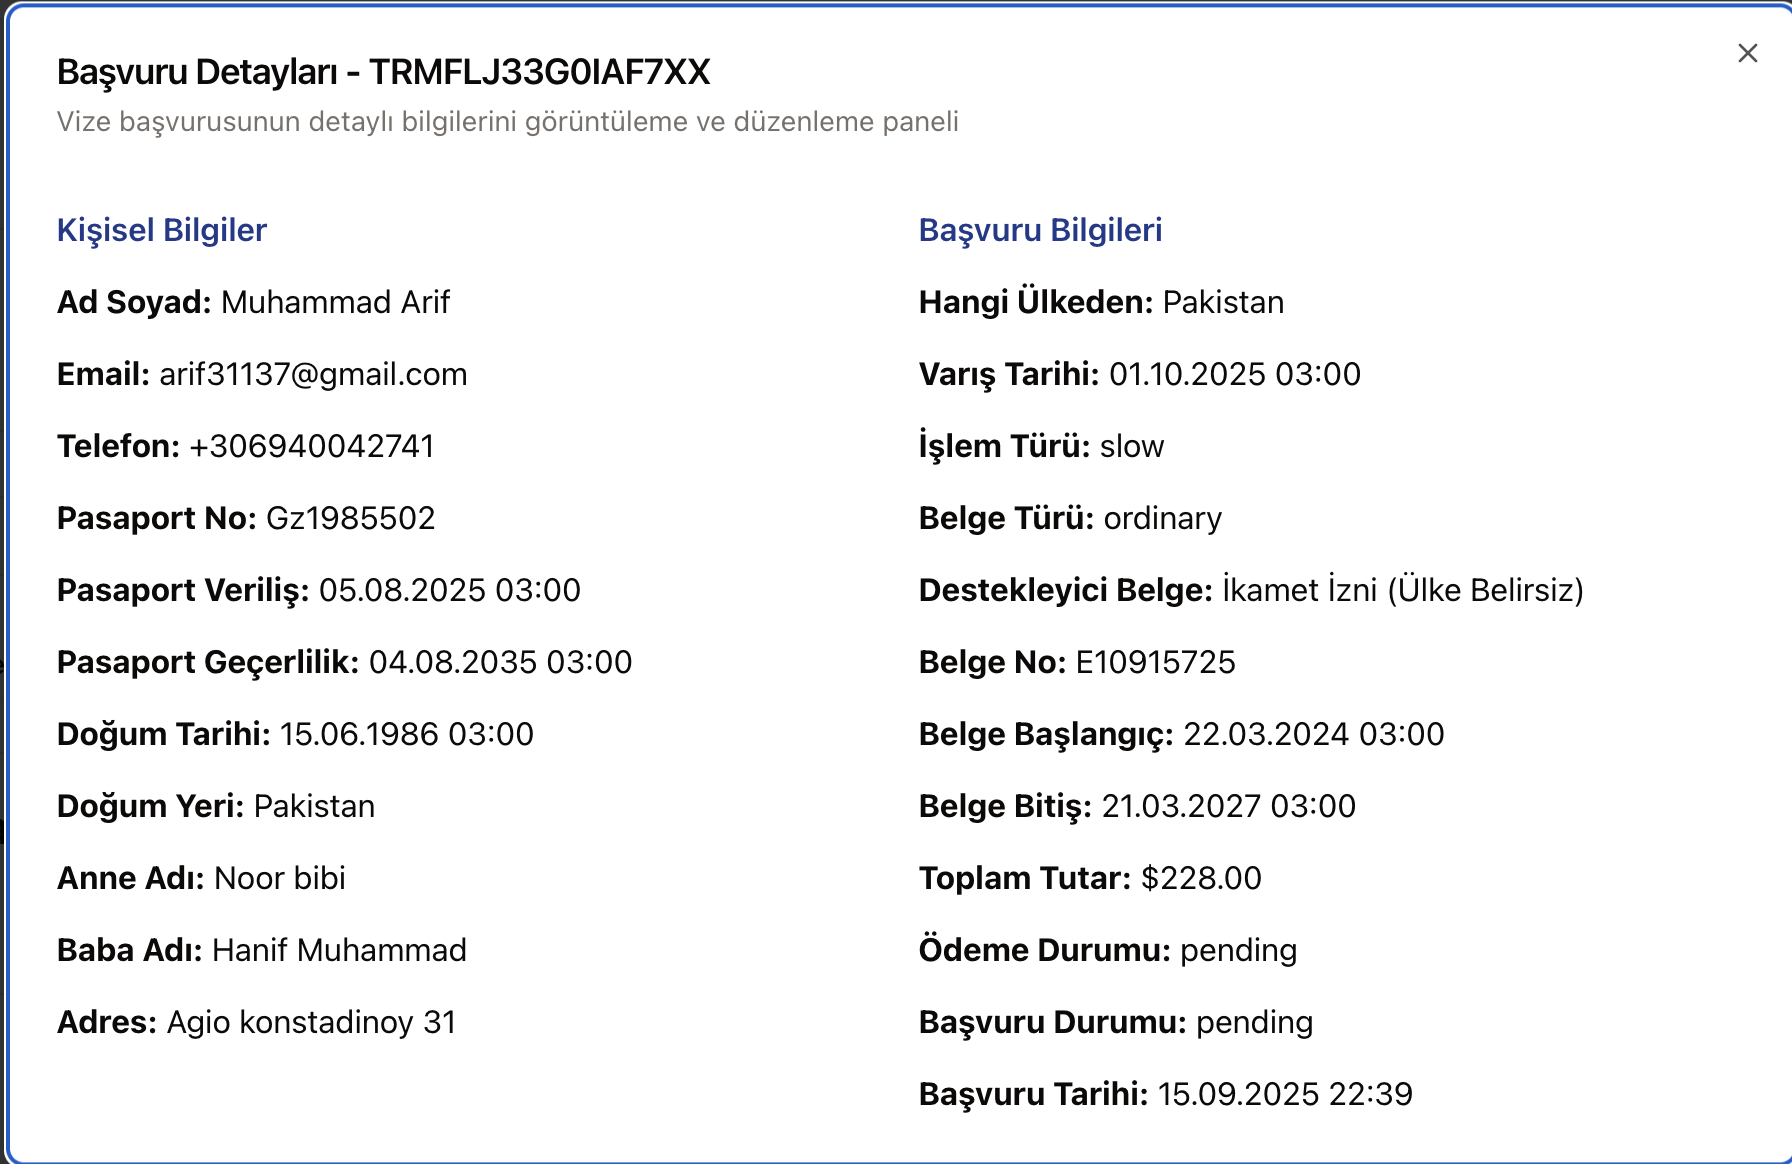 Başvuru Detayları - TRMFLJ33G0IAF7XX
Vize başvurusunun detaylı bilgilerini görüntüleme ve düzenleme paneli
Kişisel Bilgiler
Ad Soyad: Muhammad Arif
Email: arif31137@gmail.com
Telefon: +306940042741
Pasaport No: Gz1985502
Pasaport Veriliş: 05.08.2025 03:00
Pasaport Geçerlilik: 04.08.2035 03:00
Doğum Tarihi: 15.06.1986 03:00
Doğum Yeri: Pakistan
Anne Adı: Noor bibi
Baba Adı: Hanif Muhammad
Adres: Agio konstadinoy 31
Başvuru Bilgileri
Hangi Ülkeden: Pakistan
Varış Tarihi: 01.10.2025 03:00
İşlem Türü: slow
Belge Türü: ordinary
Destekleyici Belge: İkamet İzni (Ülke Belirsiz)
Belge No: E10915725
Belge Başlangıç: 22.03.2024 03:00
Belge Bitiş: 21.03.2027 03:00
Toplam Tutar: $228.00
Ödeme Durumu: pending
Başvuru Durumu: pending
Başvuru Tarihi: 15.09.2025 22:39